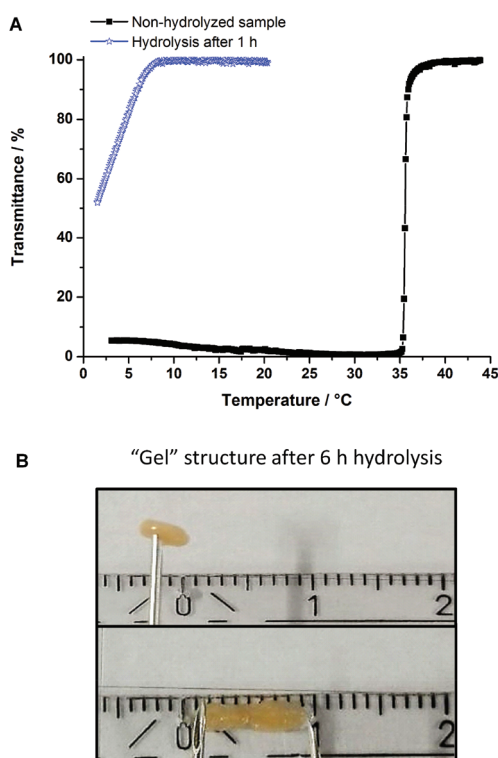 A
Non-hydrolyzed sample
Hydrolysis after 1 h
100
80
60
40
20
0
Transmittance / %
0 5 10 15 20 25 30 35 40 45
Temperature / °C
B
“Gel” structure after 6 h hydrolysis
0 1 2
0 1 2